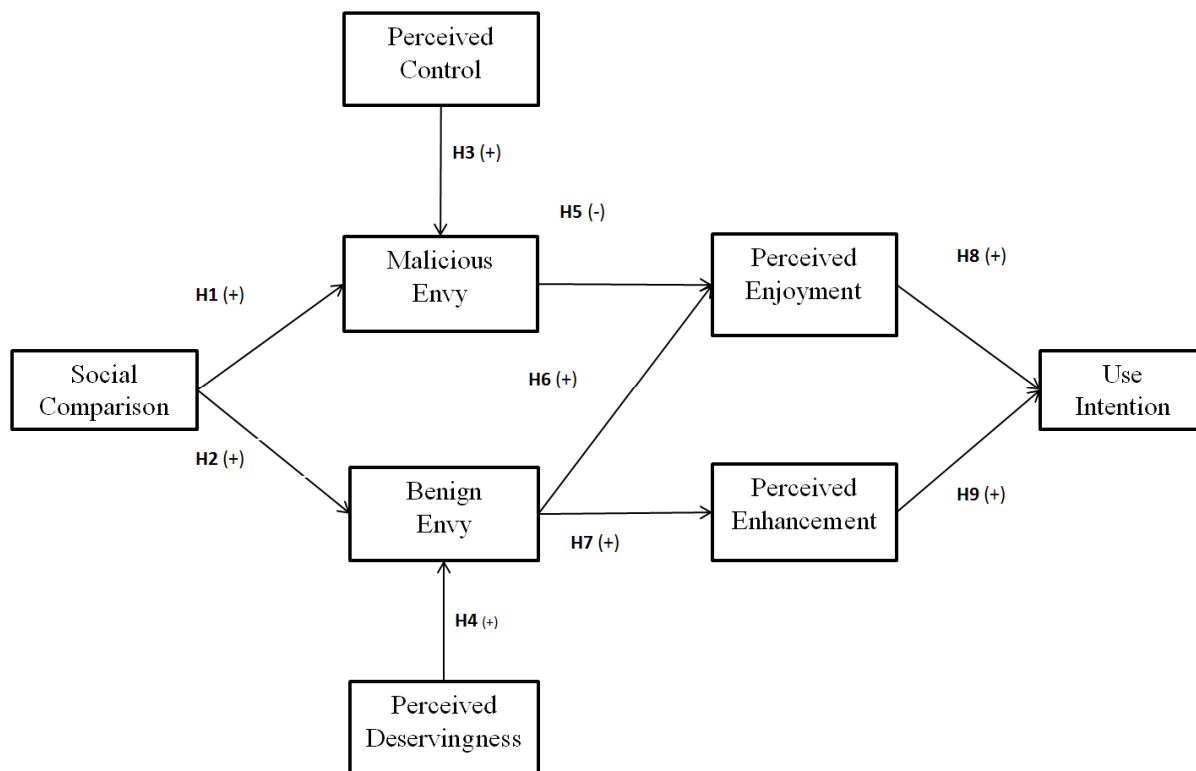 Perceived
Control
H3 (+)
H5 (-)
Malicious
Envy
Perceived
Enjoyment
H8 (+)
H1 (+)
Social
Comparison
H6 (+)
Use
Intention
H2 (+)
Benign
Envy
Perceived
Enhancement
H9 (+)
H7 (+)
H4 (+)
Perceived
Deservingness